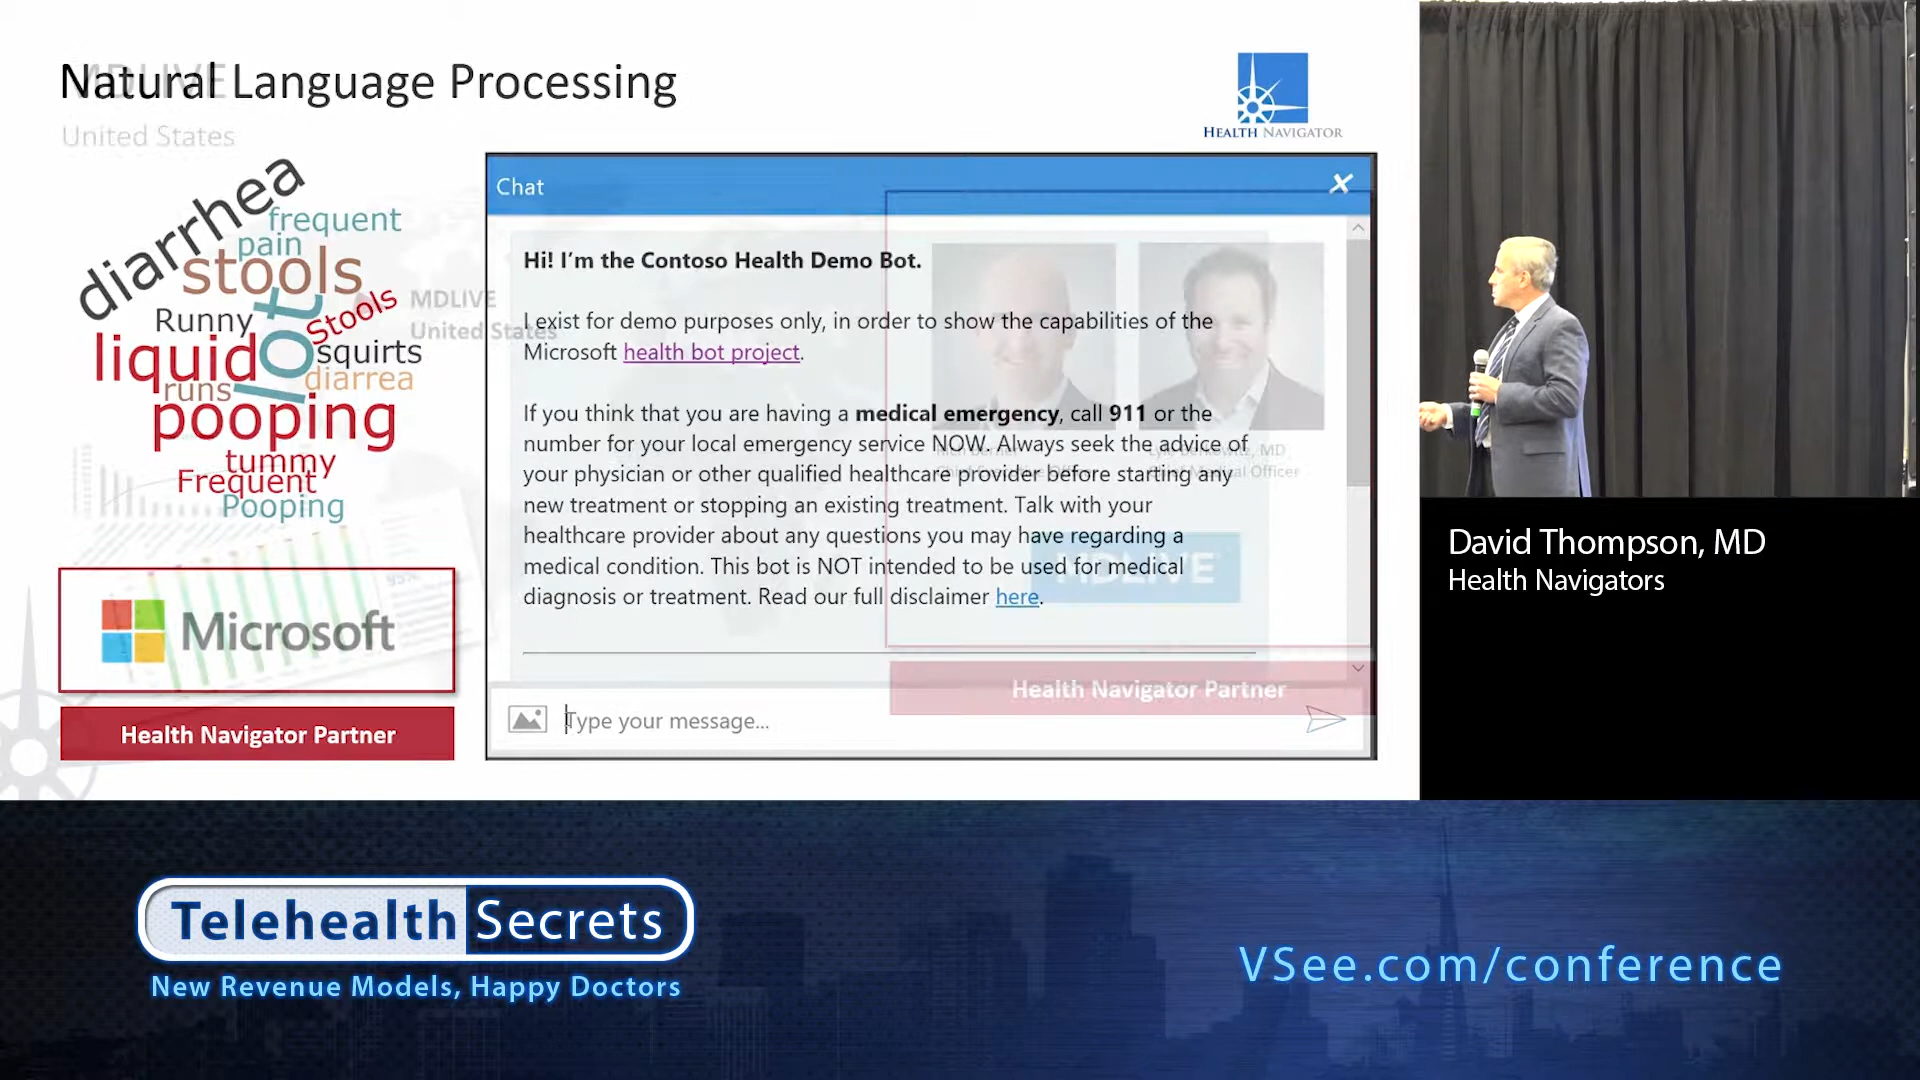 Natural Language Processing
MDLIVE
United States
HEALTH NAVIGATOR
diarrhea
frequent
pain
stools
Runny
lot
Stools
liquid
squirts
runs
diarrea
pooping
tummy
Frequent
Pooping
MDLIVE
United States
Microsoft
Health Navigator Partner
Chat
Hi! I'm the Contoso Health Demo Bot.
I exist for demo purposes only, in order to show the capabilities of the
Microsoft health bot project.
If you think that you are having a medical emergency, call 911 or the
number for your local emergency service NOW. Always seek the advice of
your physician or other qualified healthcare provider before starting any
new treatment or stopping an existing treatment. Talk with your
healthcare provider about any questions you may have regarding a
medical condition. This bot is NOT intended to be used for medical
diagnosis or treatment. Read our full disclaimer here.
MDLIVE
Health Navigator Partner
Type your message...
David Thompson, MD
Health Navigators
Telehealth Secrets
New Revenue Models, Happy Doctors
VSee.com/conference